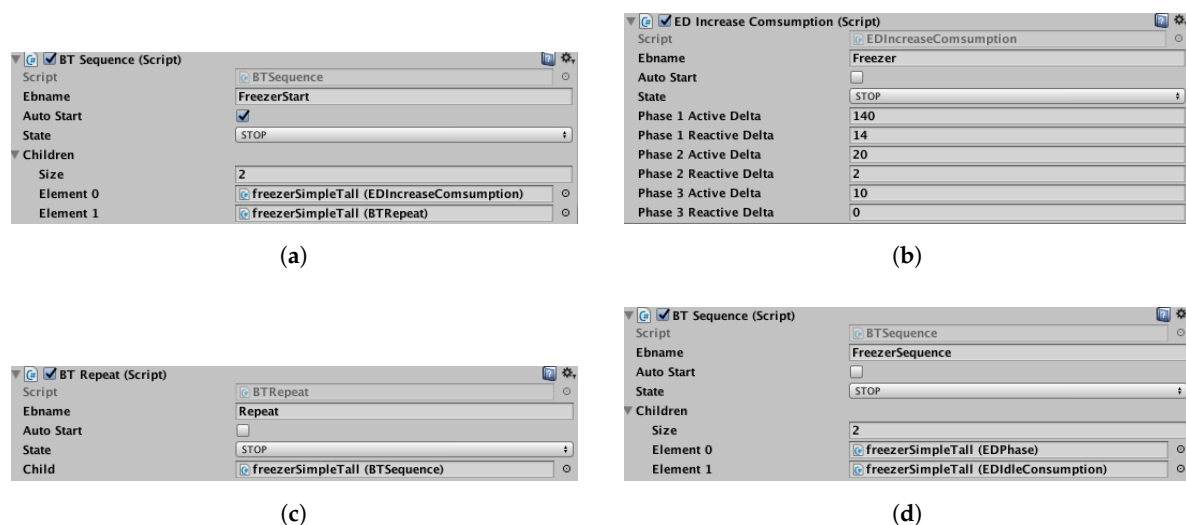 BT Sequence (Script)
Script BTSequence
Ebname FreezerStart
Auto Start
State STOP
Children
Size 2
Element 0 freezerSimpleTall (EDIncreaseComsumption)
Element 1 freezerSimpleTall (BTRepeat)
(a)
ED Increase Comsumption (Script)
Script EDIncreaseComsumption
Ebname Freezer
Auto Start
State STOP
Phase 1 Active Delta 140
Phase 1 Reactive Delta 14
Phase 2 Active Delta 20
Phase 2 Reactive Delta 2
Phase 3 Active Delta 10
Phase 3 Reactive Delta 0
(b)
BT Repeat (Script)
Script BTRepeat
Ebname Repeat
Auto Start
State STOP
Child freezerSimpleTall (BTSequence)
(c)
BT Sequence (Script)
Script BTSequence
Ebname FreezerSequence
Auto Start
State STOP
Children
Size 2
Element 0 freezerSimpleTall (EDPhase)
Element 1 freezerSimpleTall (EDIdleConsumption)
(d)